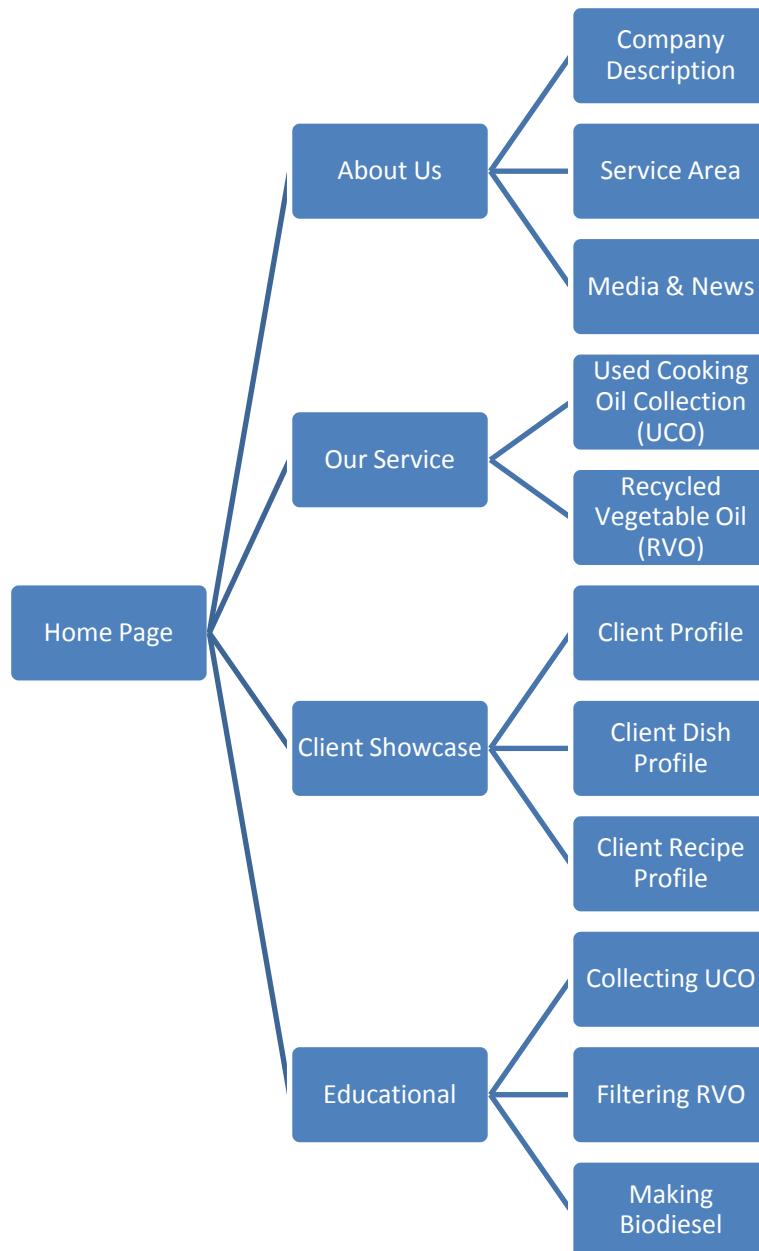 Home Page
About Us
Company
Description
Service Area
Media & News
Our Service
Used Cooking
Oil Collection
(UCO)
Recycled
Vegetable Oil
(RVO)
Client Showcase
Client Profile
Client Dish
Profile
Client Recipe
Profile
Educational
Collecting UCO
Filtering RVO
Making
Biodiesel